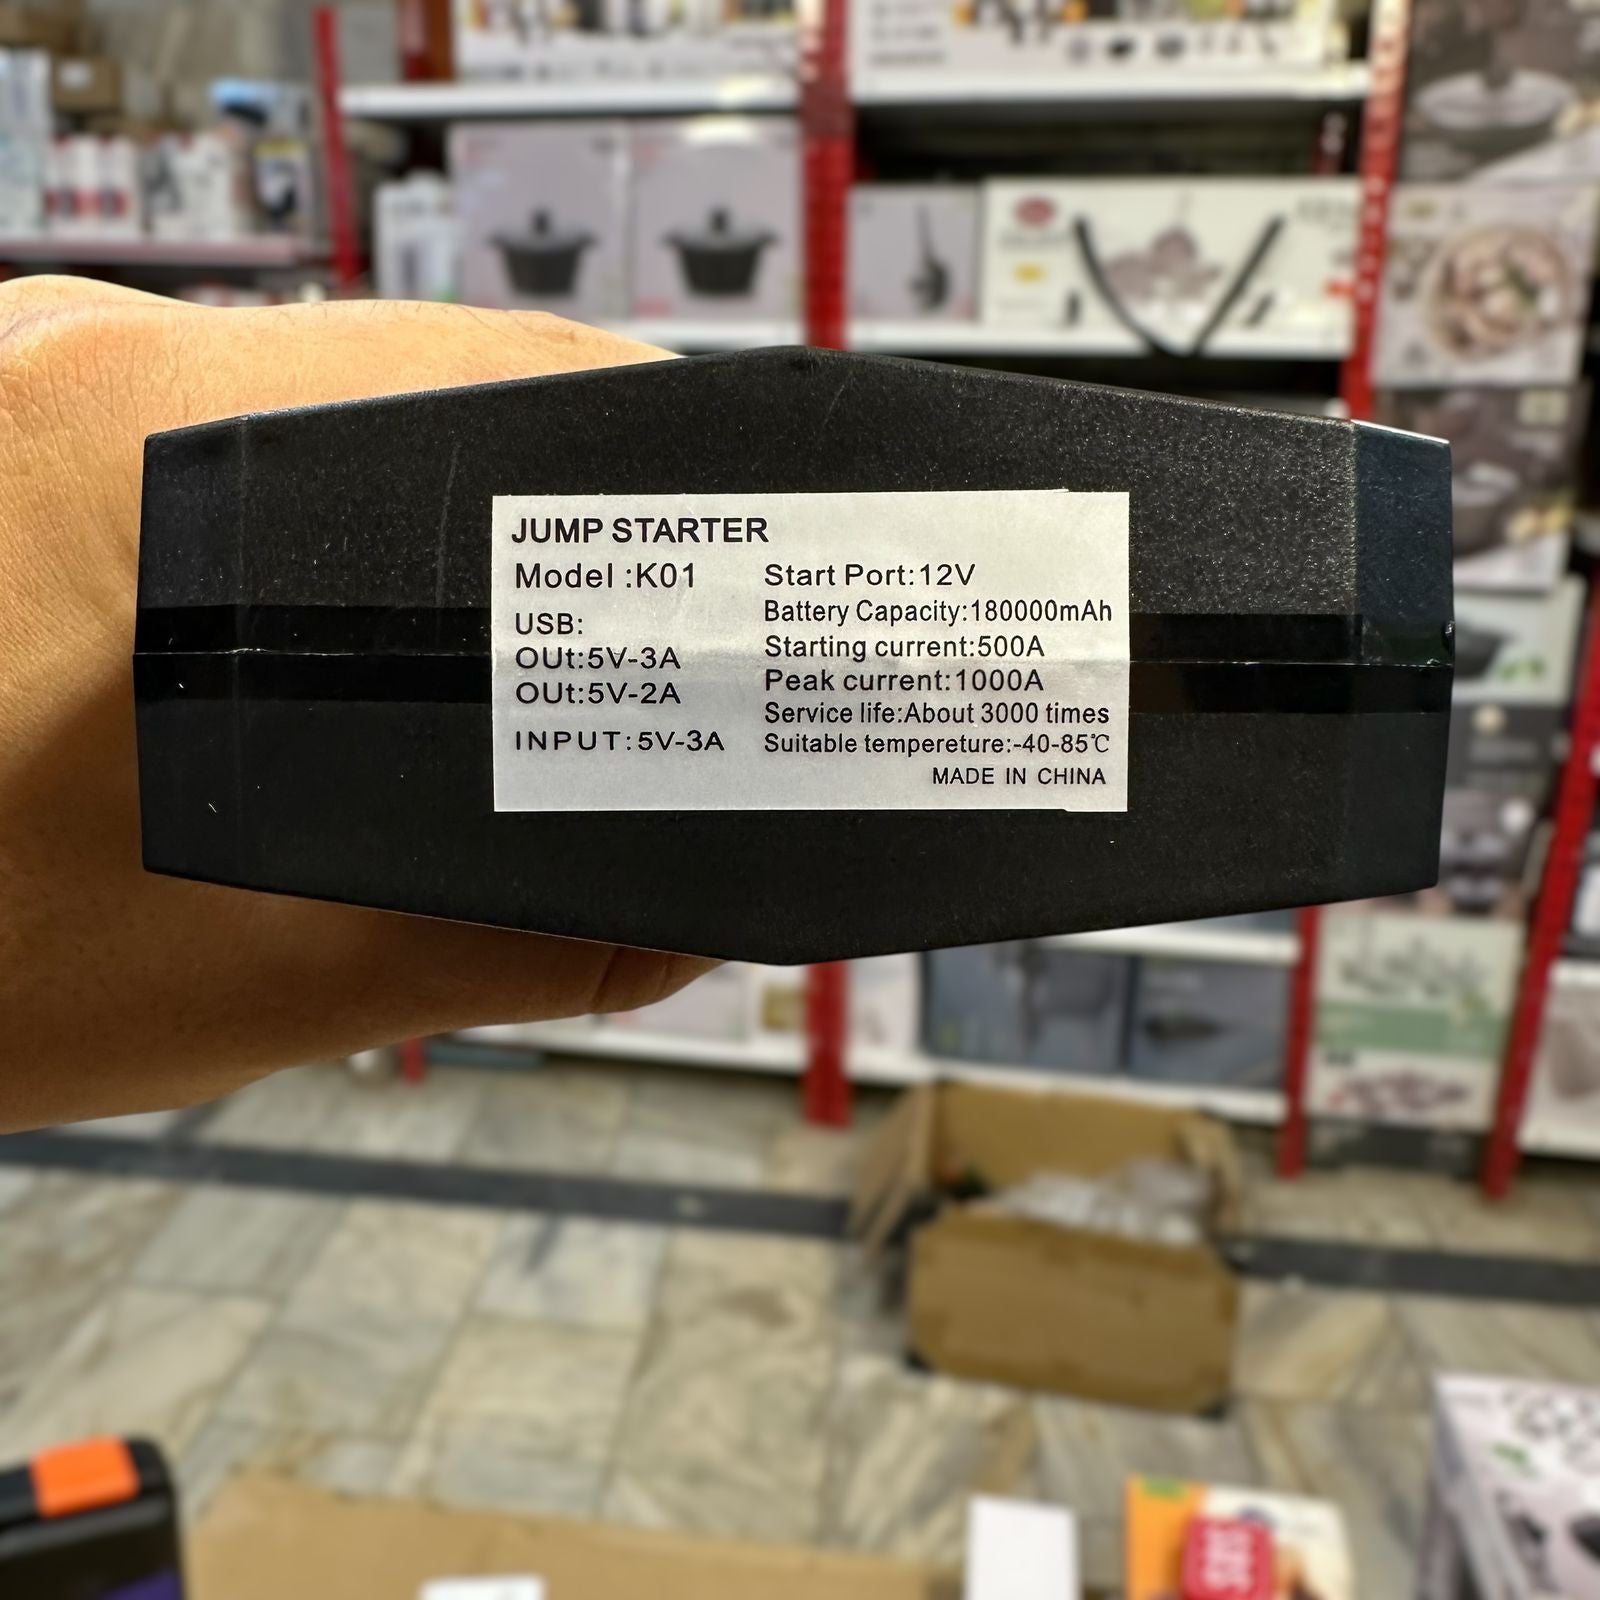 JUMP STARTER
Model :K01
USB:
OUt:5V-3A
OUt:5V-2A
INPUT:5V-3A
Start Port:12V
Battery Capacity:180000mAh
Starting current:500A
Peak current:1000A
Service life:About 3000 times
Suitable tempereture:-40-85℃
MADE IN CHINA